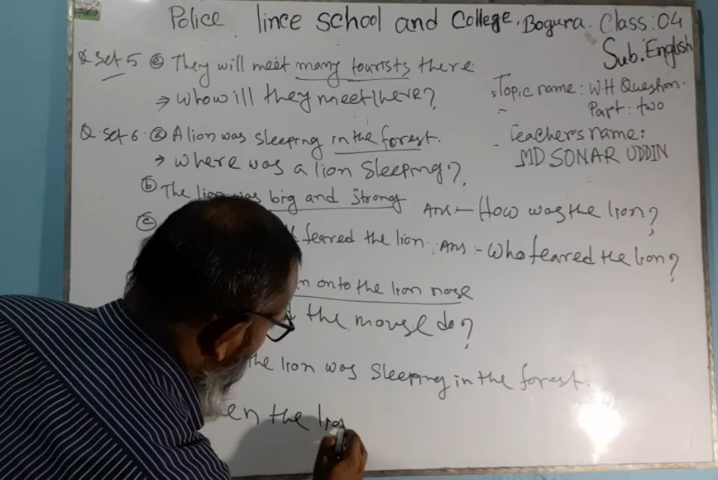 Police lince school and College, Bogura. Class: 04
Sub. English
Q. Set 5 ⓐ They will meet many tourists there
⇒ who will they meet there?
Topic name: WH Question.
Part: two
Teachers name:
MD SONAR UDDIN
Q. Set 6. ⓐ A lion was sleeping in the forest.
⇒ where was a lion sleeping?
ⓑ The lion was big and strong Ans - How was the lion?
ⓒ feared the lion. Ans :- who feared the lion?
onto the lion nose
the mouse do?
the lion was sleeping in the forest.
the lion